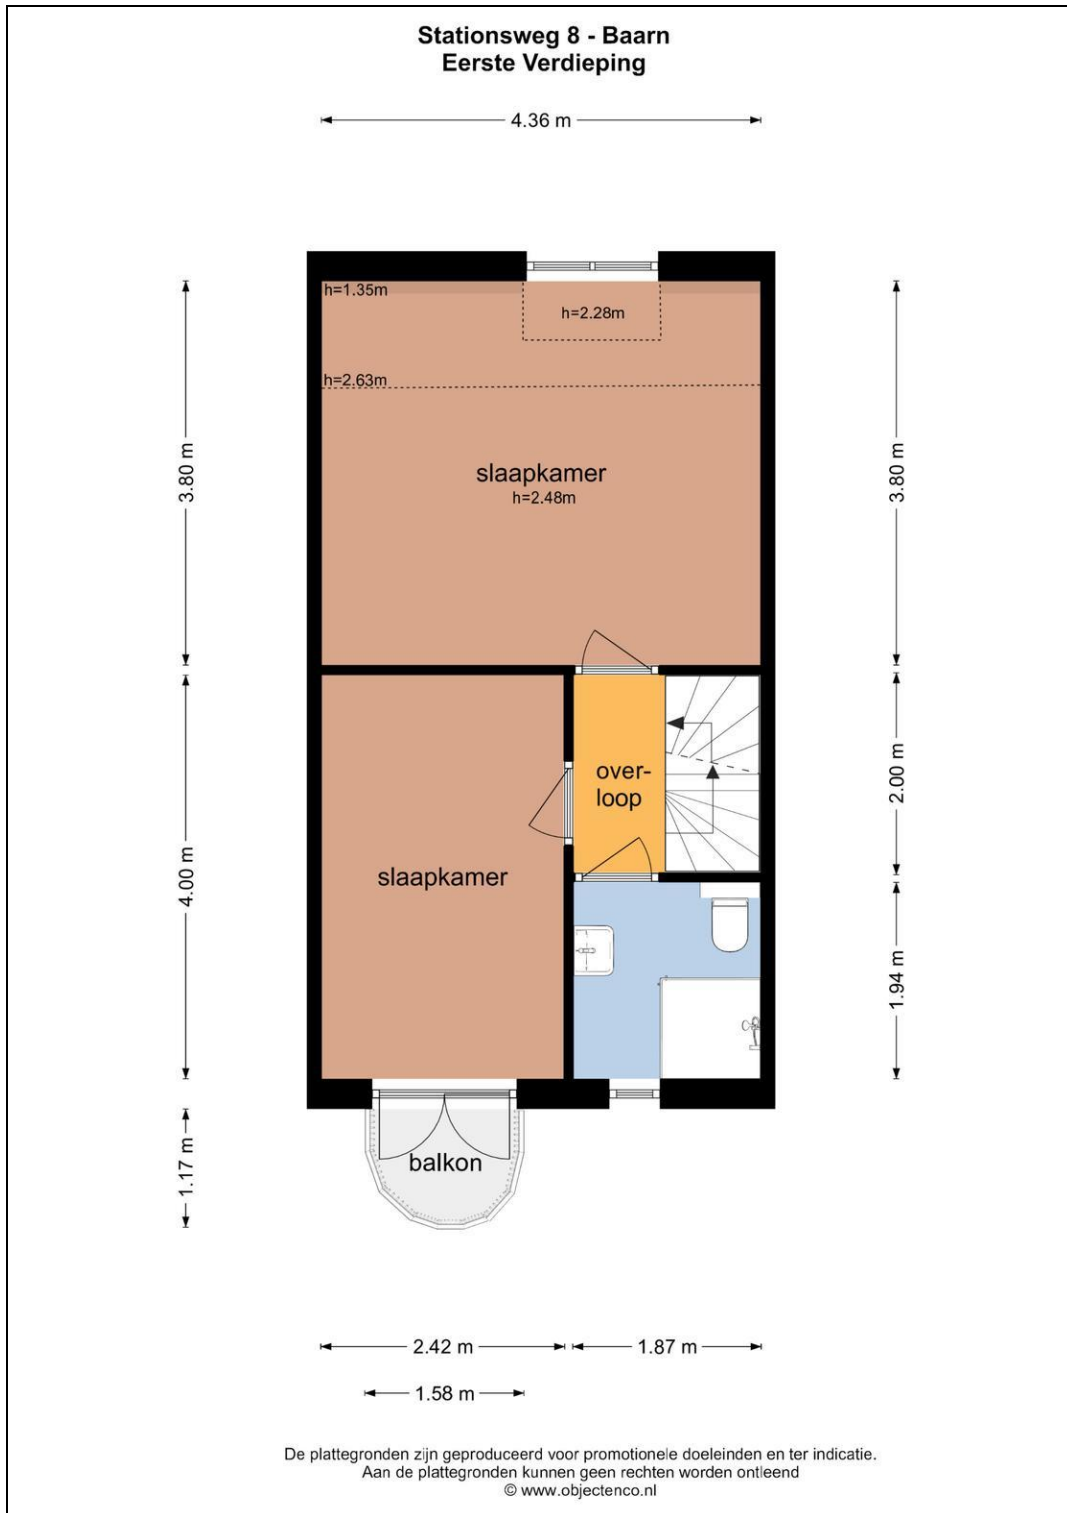 Stationsweg 8 - Baarn
Eerste Verdieping
4.36 m
h=1.35m
h=2.28m
h=2.63m
3.80 m
3.80 m
slaapkamer
h=2.48m
over-
loop
2.00 m
slaapkamer
4.00 m
1.94 m
balkon
1.17 m
2.42 m
1.87 m
1.58 m
De plattegronden zijn geproduceerd voor promotionele doeleinden en ter indicatie.
Aan de plattegronden kunnen geen rechten worden ontleend
© www.objectenco.nl